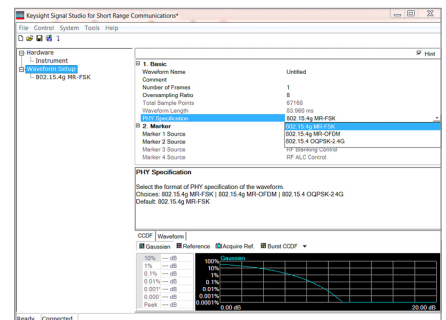 Keysight Signal Studio for Short Range Communications*
File Control System Tools Help
Hardware
Instrument
Waveform Setup
802.15.4g MR-FSK
Hint
1. Basic
Waveform Name Untitled
Comment
Number of Frames 1
Oversampling Ratio 8
Total Sample Points 67168
Waveform Length 83.960 ms
PHY Specification 802.15.4g MR-FSK
802.15.4g MR-FSK
2. Marker
802.15.4g MR-OFDM
Marker 1 Source
802.15.4 OQPSK-2.4G
Marker 2 Source
Marker 3 Source RF Blanking Control
Marker 4 Source RF ALC Control
PHY Specification
Select the format of PHY specification of the waveform.
Choices: 802.15.4g MR-FSK | 802.15.4g MR-OFDM | 802.15.4 OQPSK-2.4G
Default: 802.15.4g MR-FSK
CCDF Waveform
Gaussian Reference Acquire Ref. Burst CCDF
10% --- dB
1% --- dB
0.1% --- dB
0.01% --- dB
0.001% --- dB
0.000 --- dB
Peak --- dB
Gaussian
100%
10%
1%
0.1%
0.01%
0.001%
0.0001%
0.00 dB 20.00 dB
Ready Connected